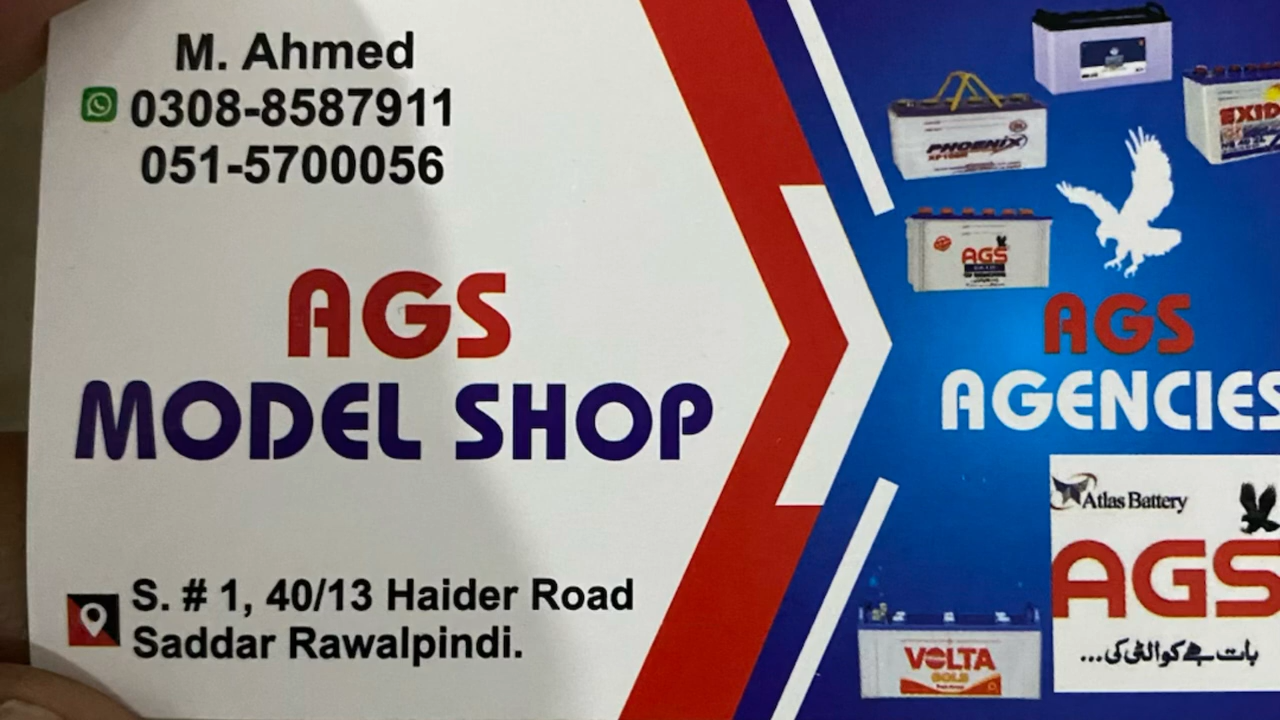 M. Ahmed
0308-8587911
051-5700056
AGS
MODEL SHOP
S. # 1, 40/13 Haider Road
Saddar Rawalpindi.
PHOENIX
EXID
AGS
AGS
AGENCIES
Atlas Battery
AGS
بات ہے کوالٹی کی...
VOLTA
GOLD